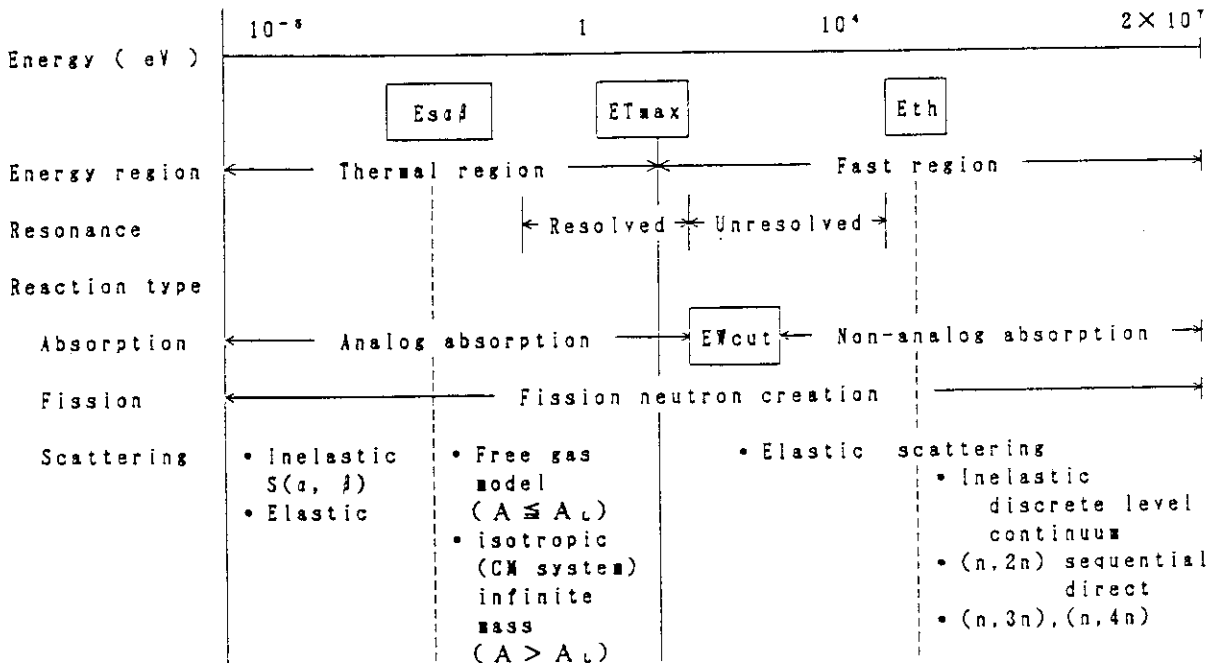 10⁻⁵ 1 10⁴ 2×10⁷
Energy ( eV )
Esαβ ETmax Eth
Energy region Thermal region Fast region
Resonance Resolved Unresolved
Reaction type
Absorption Analog absorption EWcut Non-analog absorption
Fission Fission neutron creation
Scattering
• Inelastic
S(α, β)
• Elastic
• Free gas
model
( A ≦ A L )
• isotropic
(CM system)
infinite
mass
( A > A L )
• Elastic scattering
• Inelastic
discrete level
continuum
• (n,2n) sequential
direct
• (n,3n),(n,4n)